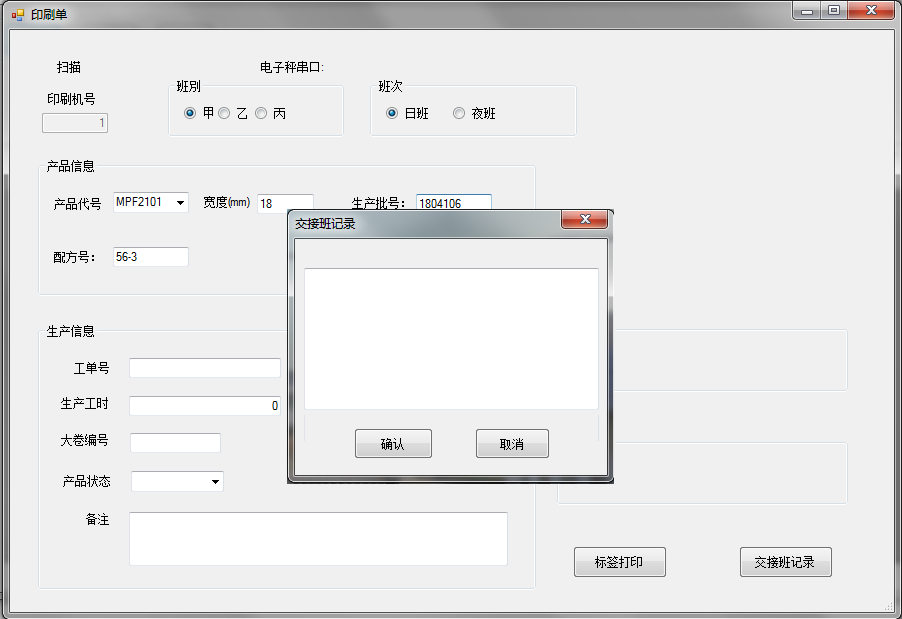 印刷单
扫描
电子秤串口:
印刷机号
1
班别
甲 乙 丙
班次
日班 夜班
产品信息
产品代号 MPF2101 宽度(mm) 18 生产批号: 1804106
配方号: 56-3
交接班记录
确认 取消
生产信息
工单号
生产工时 0
大卷编号
产品状态
备注
标签打印 交接班记录